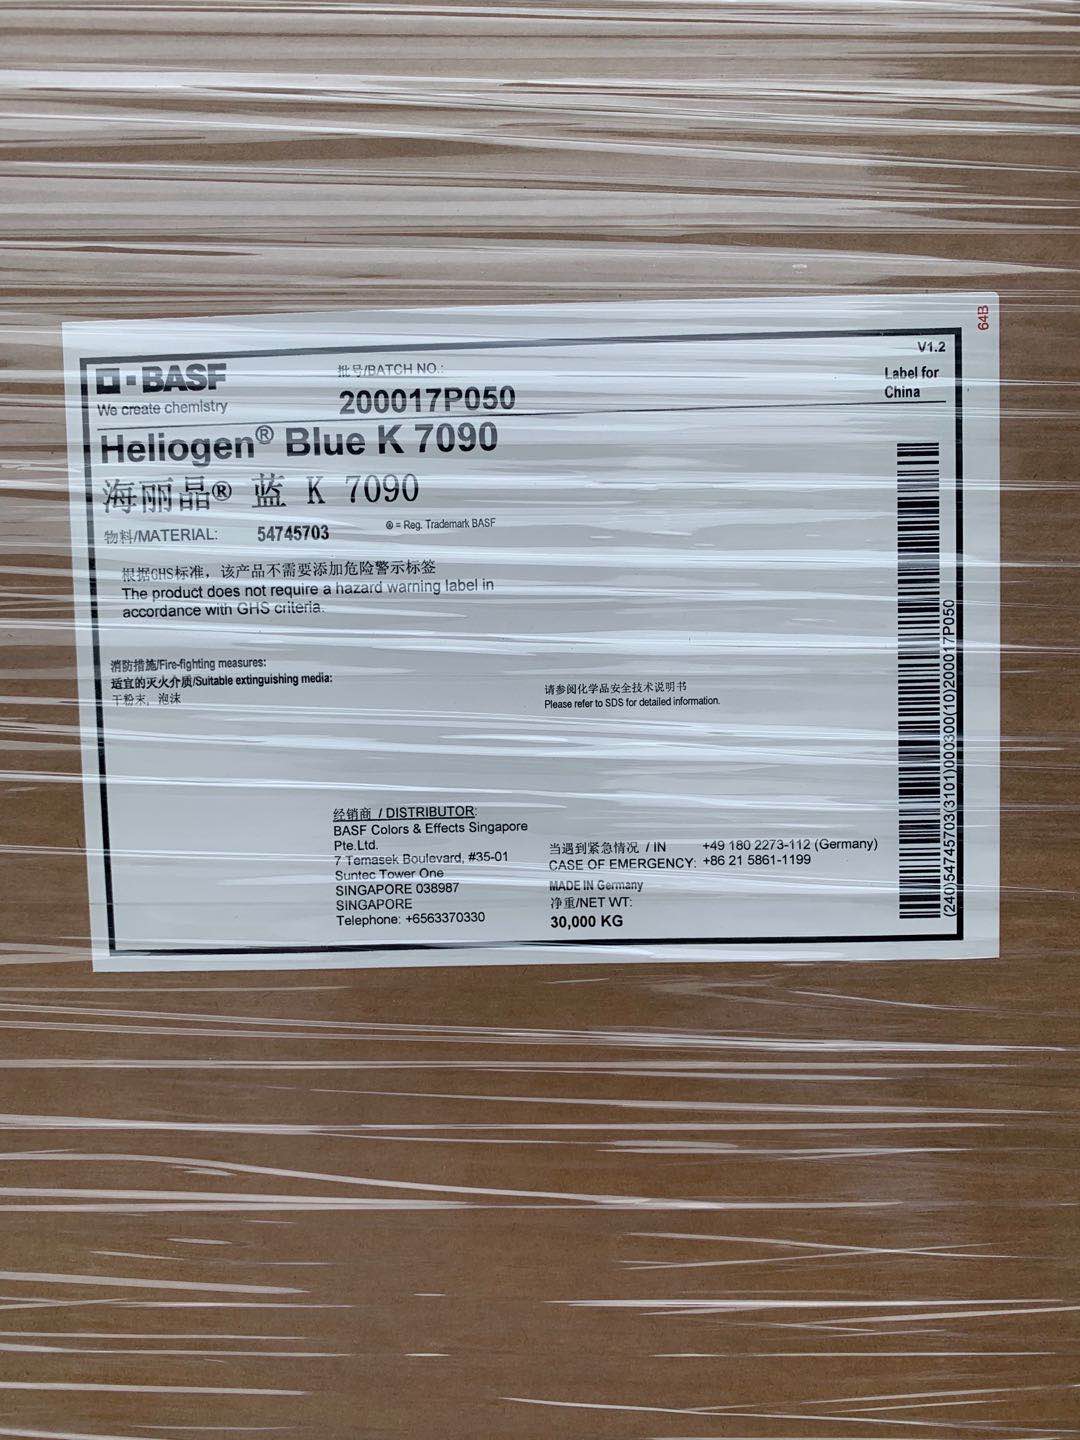 64B
V1.2
Label for
China
BASF
We create chemistry
批号/BATCH NO.:
200017P050
Heliogen® Blue K 7090
海丽晶® 蓝 K 7090
物料/MATERIAL: 54745703
® = Reg. Trademark BASF
根据GHS标准，该产品不需要添加危险警示标签
The product does not require a hazard warning label in
accordance with GHS criteria.
消防措施/Fire-fighting measures:
适宜的灭火介质/Suitable extinguishing media:
干粉末，泡沫
请参阅化学品安全技术说明书
Please refer to SDS for detailed information.
经销商 / DISTRIBUTOR:
BASF Colors & Effects Singapore
Pte.Ltd.
7 Temasek Boulevard, #35-01
Suntec Tower One
SINGAPORE 038987
SINGAPORE
Telephone: +6563370330
当遇到紧急情况 / IN +49 180 2273-112 (Germany)
CASE OF EMERGENCY: +86 21 5861-1199
MADE IN Germany
净重/NET WT:
30,000 KG
(240)54745703(3101)000300(10)200017P050